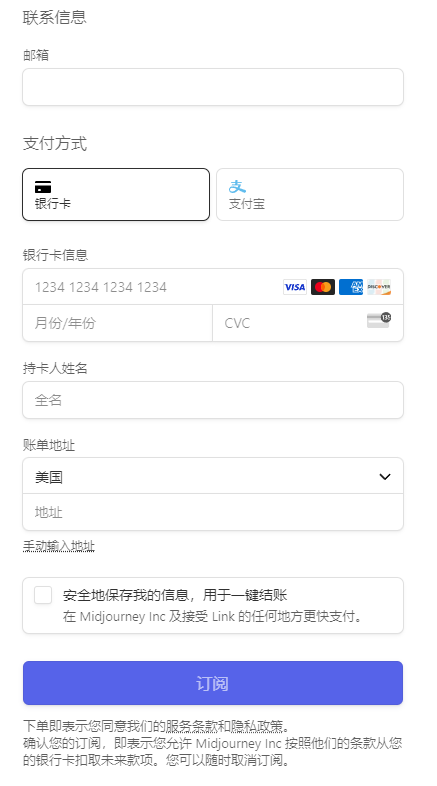 联系信息
邮箱
支付方式
银行卡
支付宝
银行卡信息
1234 1234 1234 1234 VISA AMEX DISCOVER
月份/年份 CVC 135
持卡人姓名
全名
账单地址
美国
地址
手动输入地址
安全地保存我的信息，用于一键结账
在 Midjourney Inc 及接受 Link 的任何地方更快支付。
订阅
下单即表示您同意我们的服务条款和隐私政策。
确认您的订阅，即表示您允许 Midjourney Inc 按照他们的条款从您
的银行卡扣取未来款项。您可以随时取消订阅。